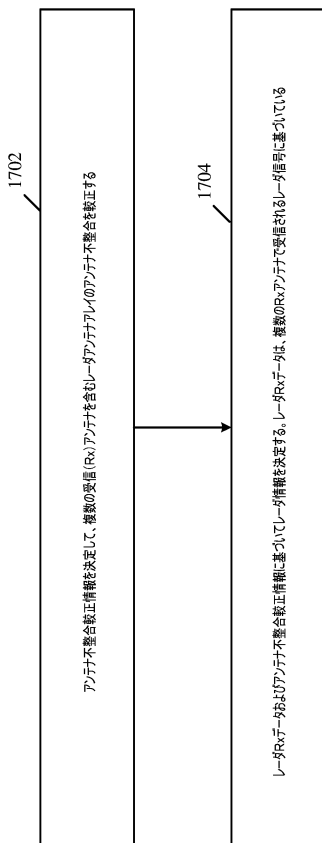 1702
アンテナ不整合較正情報を決定して、複数の受信(Rx)アンテナを含むレーダアンテナアレイのアンテナ不整合を較正する
1704
レーダRxデータおよびアンテナ不整合較正情報に基づいてレーダ情報を決定する。レーダRxデータは、複数のRxアンテナで受信されるレーダ信号に基づいている